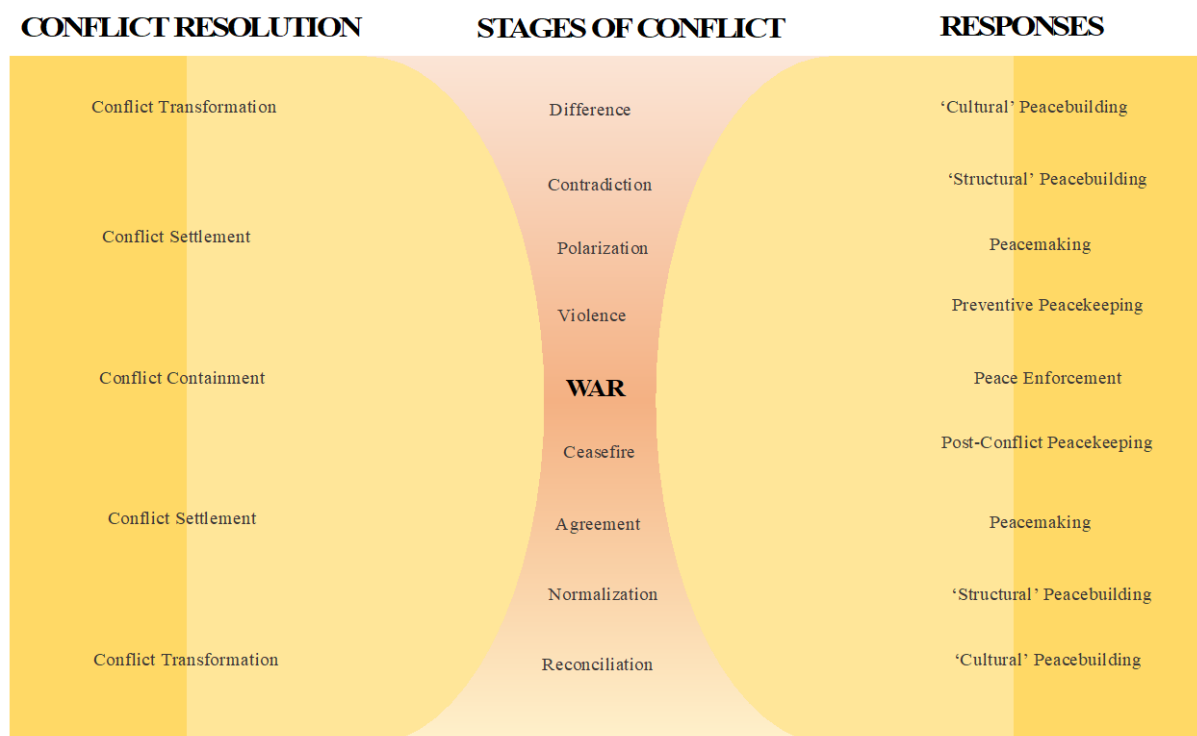 CONFLICT RESOLUTION STAGES OF CONFLICT RESPONSES
Conflict Transformation Difference ‘Cultural’ Peacebuilding
Contradiction ‘Structural’ Peacebuilding
Conflict Settlement Polarization Peacemaking
Violence Preventive Peacekeeping
Conflict Containment WAR Peace Enforcement
Ceasefire Post-Conflict Peacekeeping
Conflict Settlement Agreement Peacemaking
Normalization ‘Structural’ Peacebuilding
Conflict Transformation Reconciliation ‘Cultural’ Peacebuilding